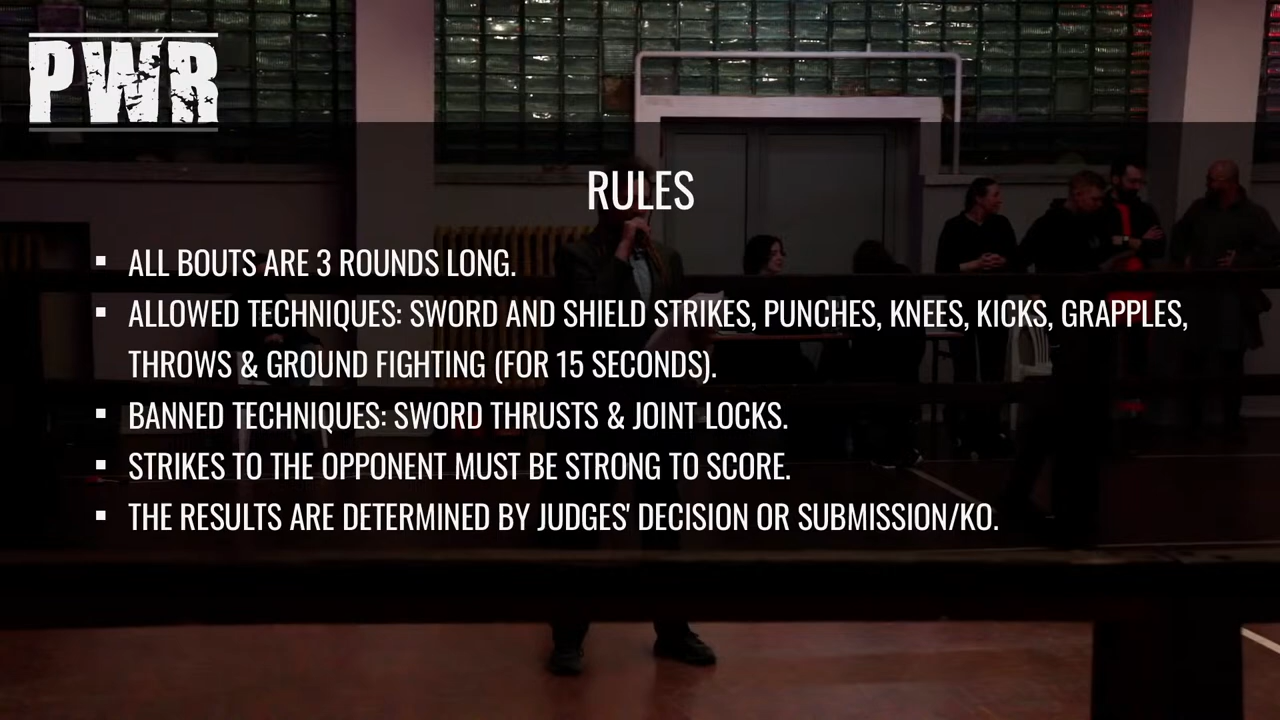 PWR
RULES
▪ ALL BOUTS ARE 3 ROUNDS LONG.
▪ ALLOWED TECHNIQUES: SWORD AND SHIELD STRIKES, PUNCHES, KNEES, KICKS, GRAPPLES,
THROWS & GROUND FIGHTING (FOR 15 SECONDS).
▪ BANNED TECHNIQUES: SWORD THRUSTS & JOINT LOCKS.
▪ STRIKES TO THE OPPONENT MUST BE STRONG TO SCORE.
▪ THE RESULTS ARE DETERMINED BY JUDGES' DECISION OR SUBMISSION/KO.